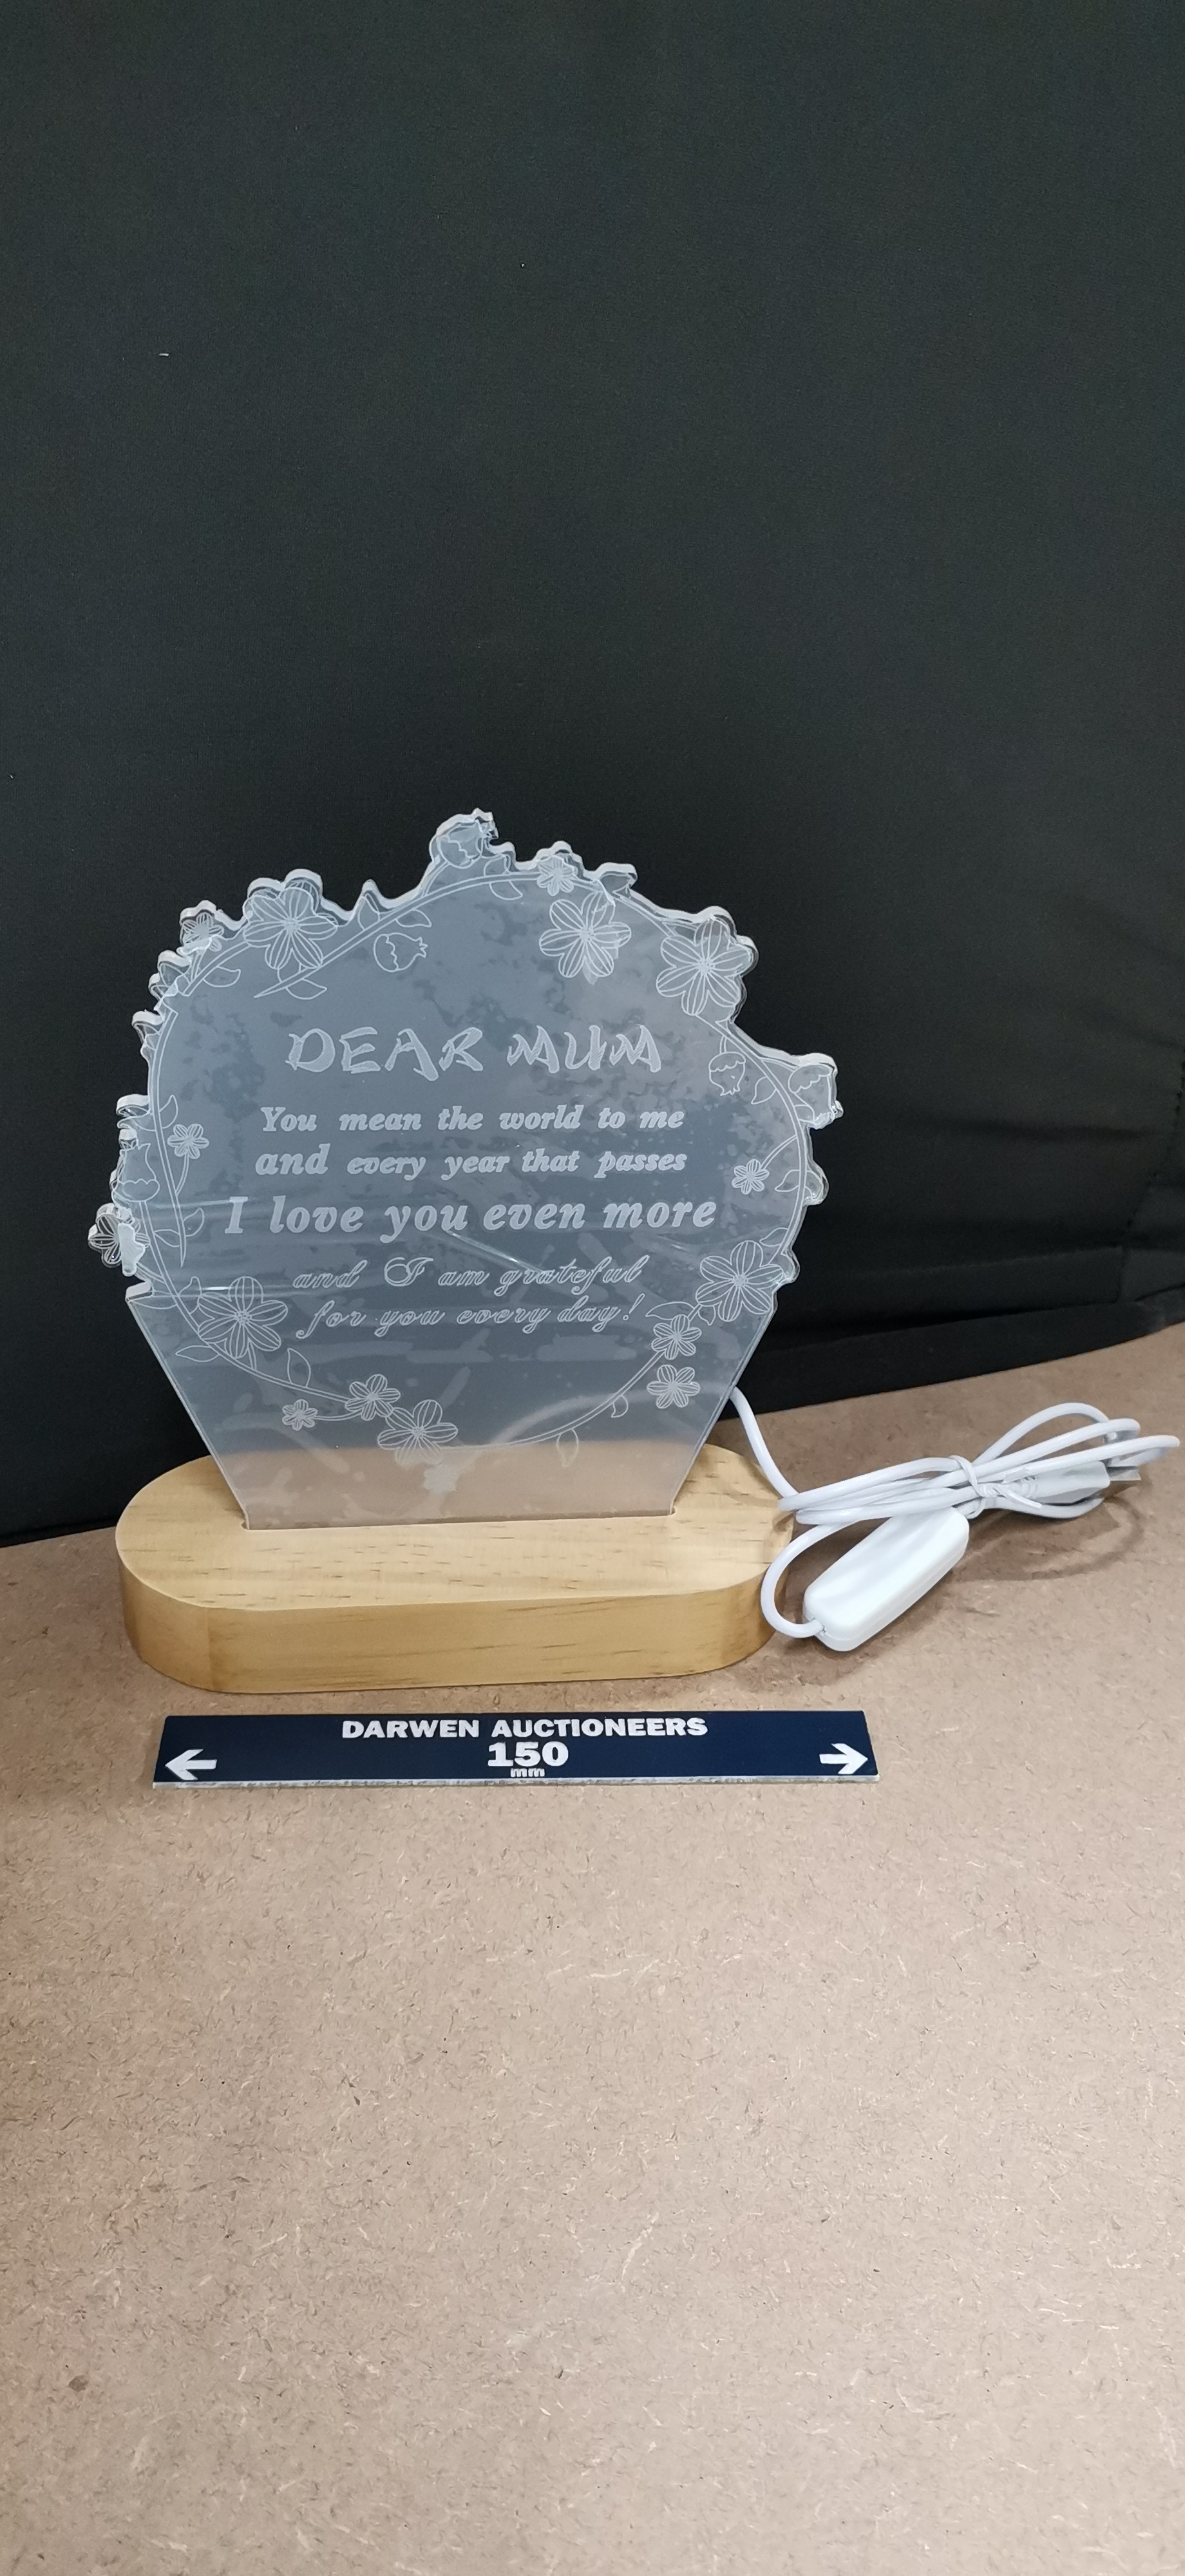 DEAR MUM
You mean the world to me
and every year that passes
I love you even more
and I am grateful
for you every day!
DARWEN AUCTIONEERS
150
mm